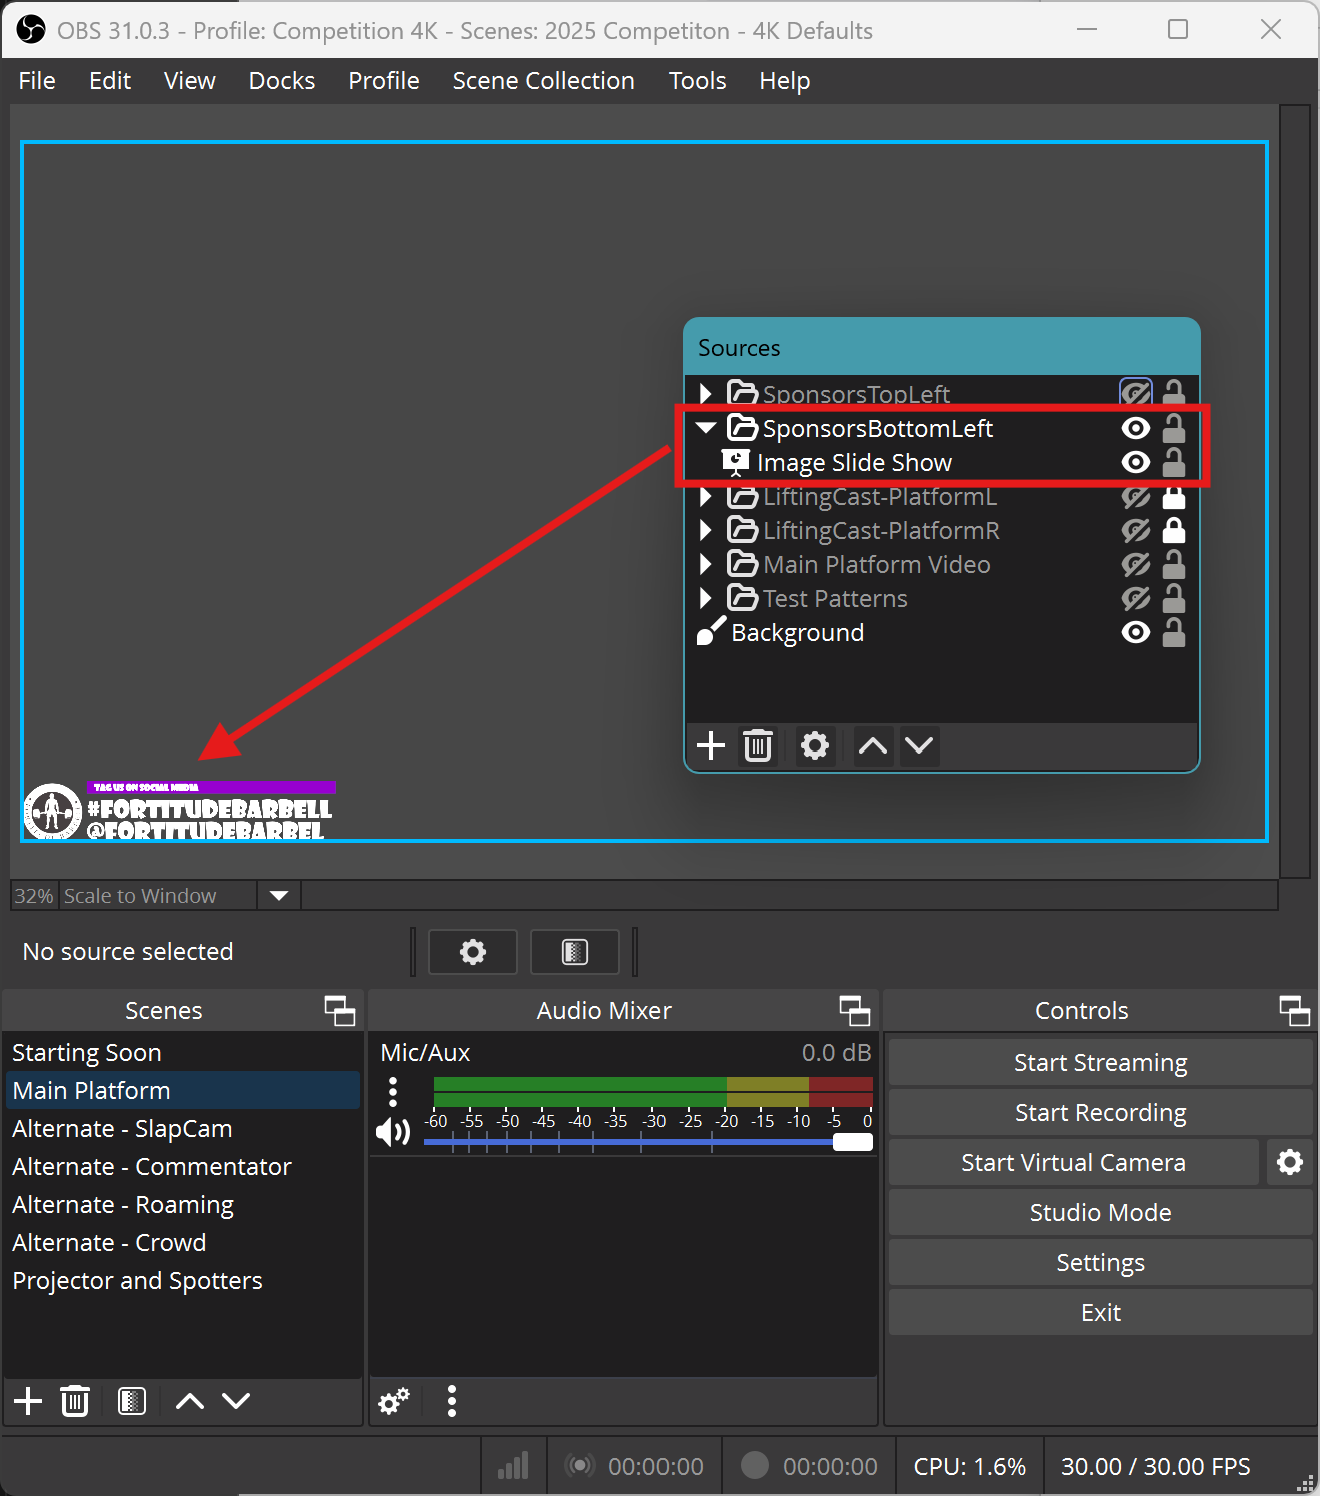 OBS 31.0.3 - Profile: Competition 4K - Scenes: 2025 Competiton - 4K Defaults
File Edit View Docks Profile Scene Collection Tools Help
Sources
SponsorsTopLeft
SponsorsBottomLeft
Image Slide Show
LiftingCast-PlatformL
LiftingCast-PlatformR
Main Platform Video
Test Patterns
Background
TAG US ON SOCIAL MEDIA
#FORTITUDEBARBELL
@FORTITUDEBARBEL
32% Scale to Window
No source selected
Scenes
Starting Soon
Main Platform
Alternate - SlapCam
Alternate - Commentator
Alternate - Roaming
Alternate - Crowd
Projector and Spotters
Audio Mixer
Mic/Aux 0.0 dB
-60 -55 -50 -45 -40 -35 -30 -25 -20 -15 -10 -5 0
Controls
Start Streaming
Start Recording
Start Virtual Camera
Studio Mode
Settings
Exit
00:00:00 00:00:00 CPU: 1.6% 30.00 / 30.00 FPS